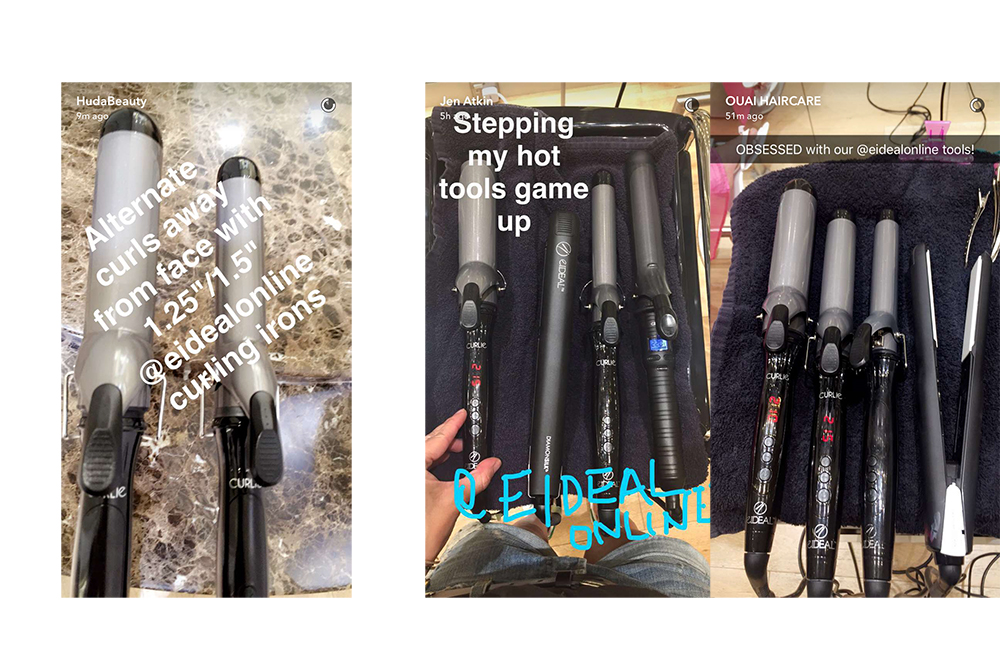 HudaBeauty
9m ago
Alternate
curls away
from face with
1.25"/1.5"
@eidealonline
curling irons
CURLIE
Jen Atkin
5h ago
Stepping
my hot
tools game
up
EIDEAL
CURLIE
CURLIE
@EIDEAL
ONLINE
OUAI HAIRCARE
51m ago
OBSESSED with our @eidealonline tools!
CURLIE
CURLIE
EIDEAL
EIDEAL
EIDEAL